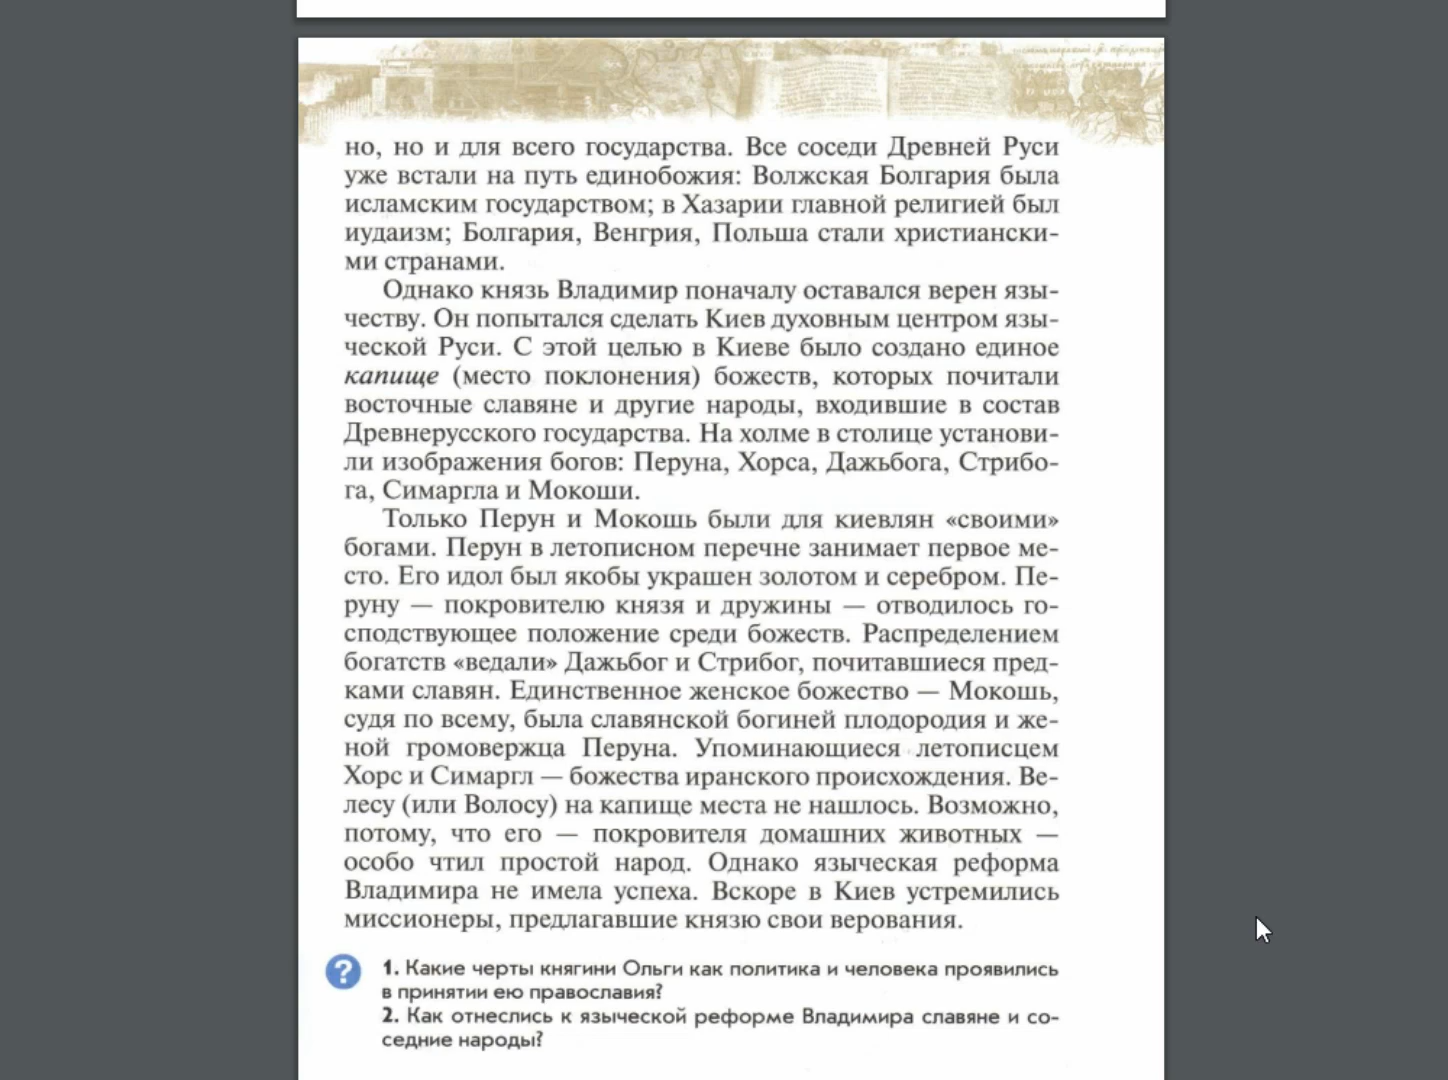 но, но и для всего государства. Все соседи Древней Руси
уже встали на путь единобожия: Волжская Болгария была
исламским государством; в Хазарии главной религией был
иудаизм; Болгария, Венгрия, Польша стали христиански-
ми странами.
Однако князь Владимир поначалу оставался верен язы-
честву. Он попытался сделать Киев духовным центром язы-
ческой Руси. С этой целью в Киеве было создано единое
капище (место поклонения) божеств, которых почитали
восточные славяне и другие народы, входившие в состав
Древнерусского государства. На холме в столице установи-
ли изображения богов: Перуна, Хорса, Дажьбога, Стрибо-
га, Симаргла и Мокоши.
Только Перун и Мокошь были для киевлян «своими»
богами. Перун в летописном перечне занимает первое ме-
сто. Его идол был якобы украшен золотом и серебром. Пе-
руну — покровителю князя и дружины — отводилось го-
сподствующее положение среди божеств. Распределением
богатств «ведали» Дажьбог и Стрибог, почитавшиеся пред-
ками славян. Единственное женское божество — Мокошь,
судя по всему, была славянской богиней плодородия и же-
ной громовержца Перуна. Упоминающиеся летописцем
Хорс и Симаргл — божества иранского происхождения. Ве-
лесу (или Волосу) на капище места не нашлось. Возможно,
потому, что его — покровителя домашних животных —
особо чтил простой народ. Однако языческая реформа
Владимира не имела успеха. Вскоре в Киев устремились
миссионеры, предлагавшие князю свои верования.
? 1. Какие черты княгини Ольги как политика и человека проявились
в принятии ею православия?
2. Как отнеслись к языческой реформе Владимира славяне и со-
седние народы?